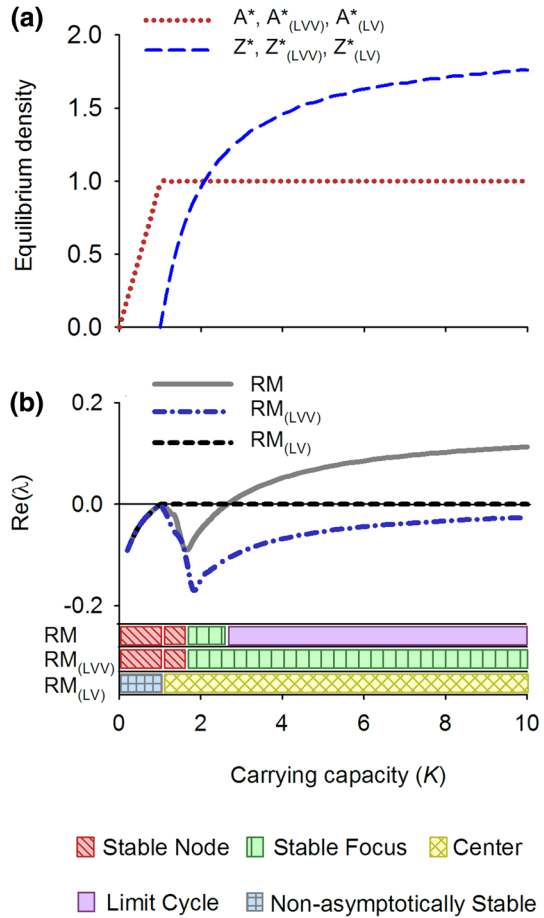 (a)
A*, A*(LVV), A*(LV)
Z*, Z*(LVV), Z*(LV)
Equilibrium density
2.0
1.5
1.0
0.5
0.0
(b)
RM
RM(LVV)
RM(LV)
Re(λ)
0.2
0.0
-0.2
RM
RM(LVV)
RM(LV)
0 2 4 6 8 10
Carrying capacity (K)
Stable Node Stable Focus Center
Limit Cycle Non-asymptotically Stable